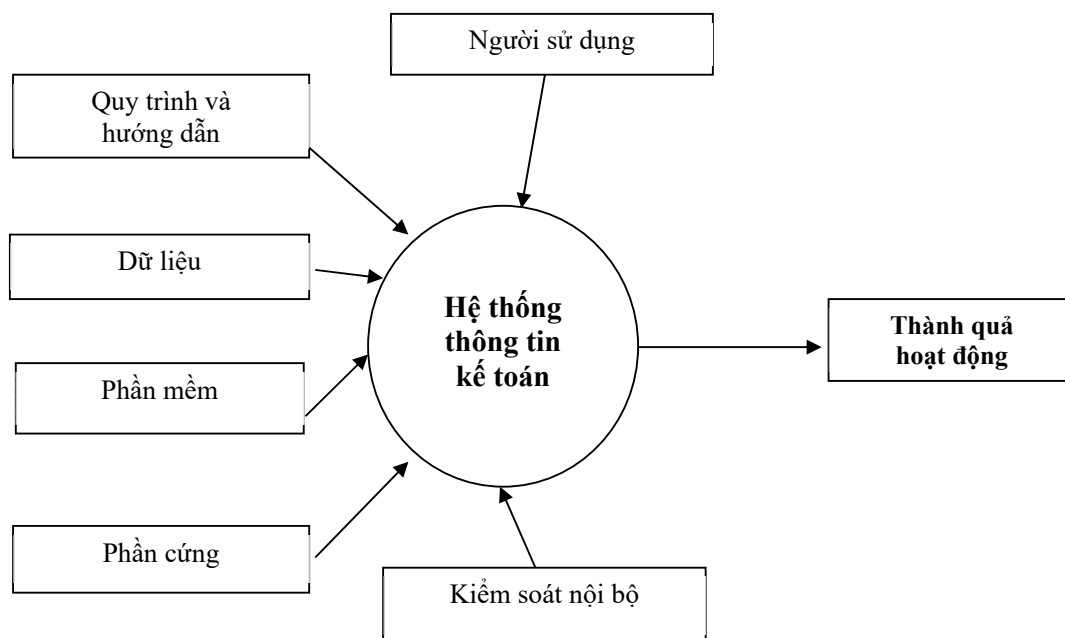 Người sử dụng
Quy trình và
hướng dẫn
Dữ liệu
Phần mềm
Phần cứng
Hệ thống
thông tin
kế toán
Kiểm soát nội bộ
Thành quả
hoạt động